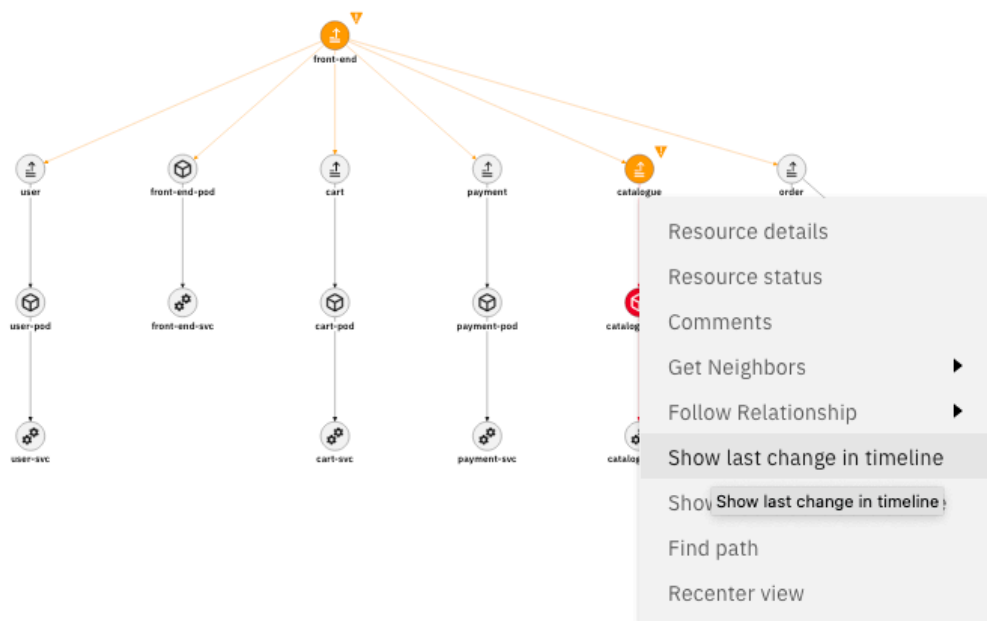 front-end
user
front-end-pod
cart
payment
catalogue
order
user-pod
front-end-svc
cart-pod
payment-pod
user-svc
cart-svc
payment-svc
Resource details
Resource status
Comments
Get Neighbors
Follow Relationship
Show last change in timeline
Show last change in timeline
Find path
Recenter view